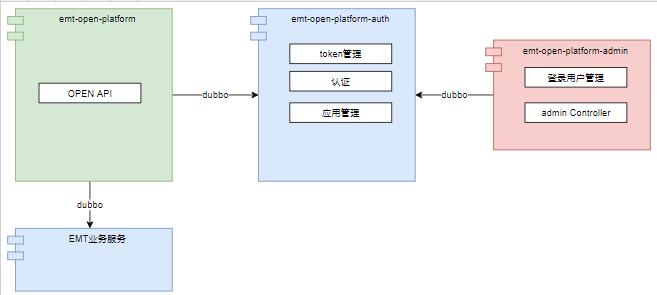 emt-open-platform
OPEN API
dubbo
emt-open-platform-auth
token管理
认证
应用管理
dubbo
emt-open-platform-admin
登录用户管理
admin Controller
dubbo
EMT业务服务